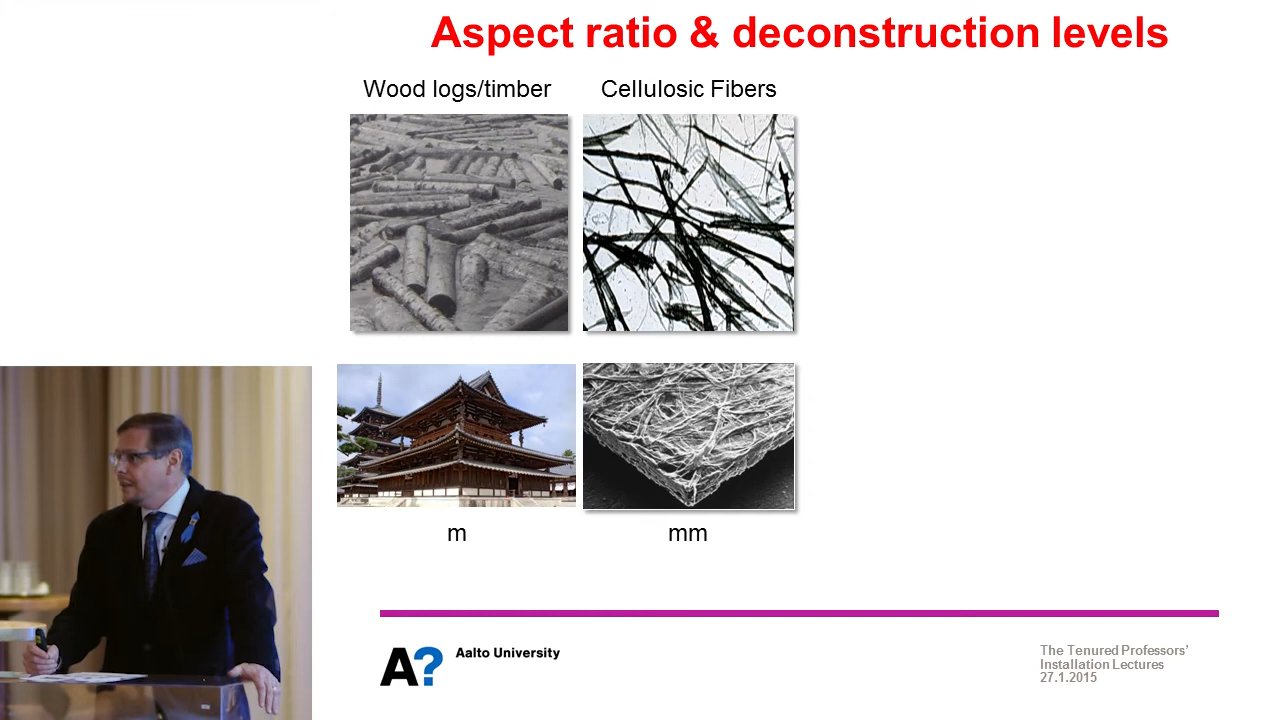 Aspect ratio & deconstruction levels
Wood logs/timber
Cellulosic Fibers
m
mm
A?
Aalto University
The Tenured Professors'
Installation Lectures
27.1.2015